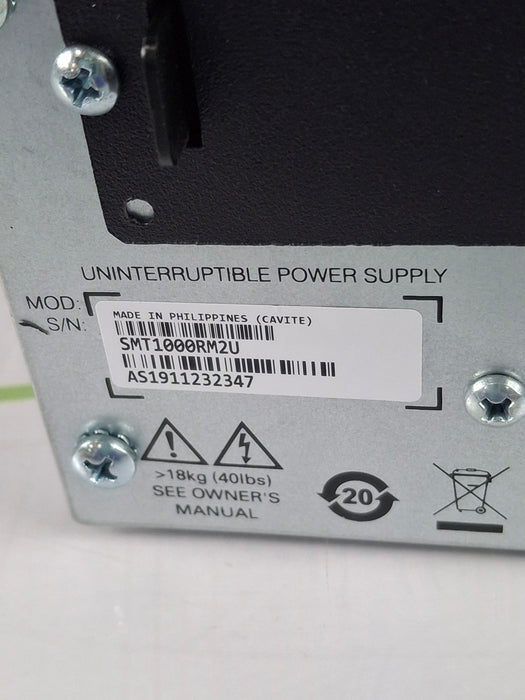 UNINTERRUPTIBLE POWER SUPPLY
MOD:
S/N:
MADE IN PHILIPPINES (CAVITE)
SMT1000RM2U
AS1911232347
>18kg (40lbs)
SEE OWNER'S
MANUAL
20